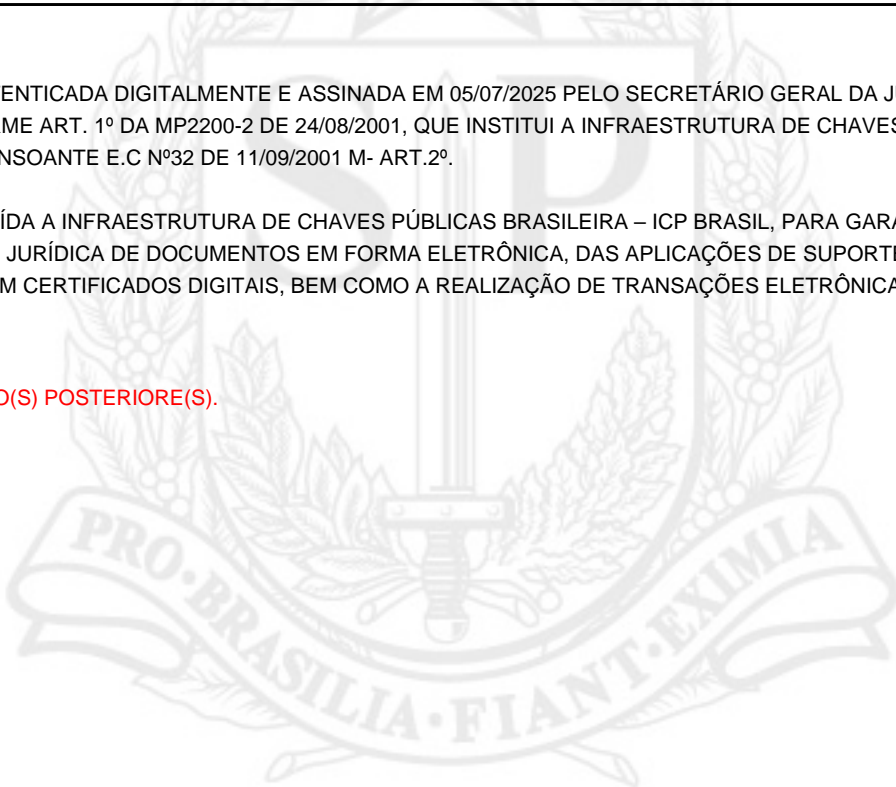 ENTICADA DIGITALMENTE E ASSINADA EM 05/07/2025 PELO SECRETÁRIO GERAL DA J
ME ART. 1º DA MP2200-2 DE 24/08/2001, QUE INSTITUI A INFRAESTRUTURA DE CHAVES
NSOANTE E.C Nº32 DE 11/09/2001 M- ART.2º.
ÍDA A INFRAESTRUTURA DE CHAVES PÚBLICAS BRASILEIRA – ICP BRASIL, PARA GARA
JURÍDICA DE DOCUMENTOS EM FORMA ELETRÔNICA, DAS APLICAÇÕES DE SUPORTE
M CERTIFICADOS DIGITAIS, BEM COMO A REALIZAÇÃO DE TRANSAÇÕES ELETRÔNICA
O(S) POSTERIORE(S).
SP
PRO·BRASILIA·FIANT·EXIMIA